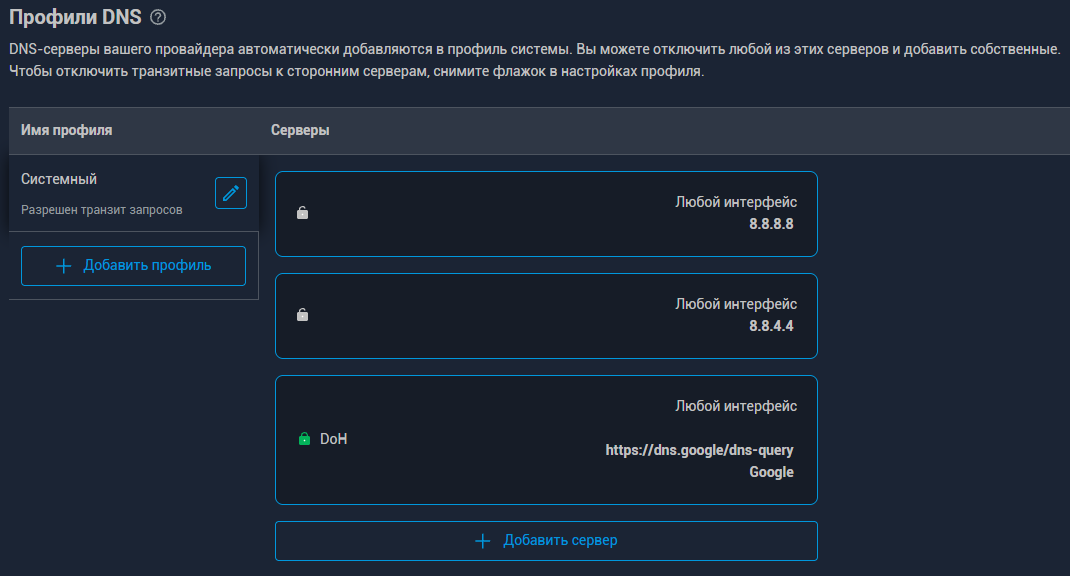 Профили DNS
DNS-серверы вашего провайдера автоматически добавляются в профиль системы. Вы можете отключить любой из этих серверов и добавить собственные.
Чтобы отключить транзитные запросы к сторонним серверам, снимите флажок в настройках профиля.
Имя профиля
Серверы
Системный
Разрешен транзит запросов
Добавить профиль
Любой интерфейс
8.8.8.8
Любой интерфейс
8.8.4.4
Любой интерфейс
DoH
https://dns.google/dns-query
Google
Добавить сервер